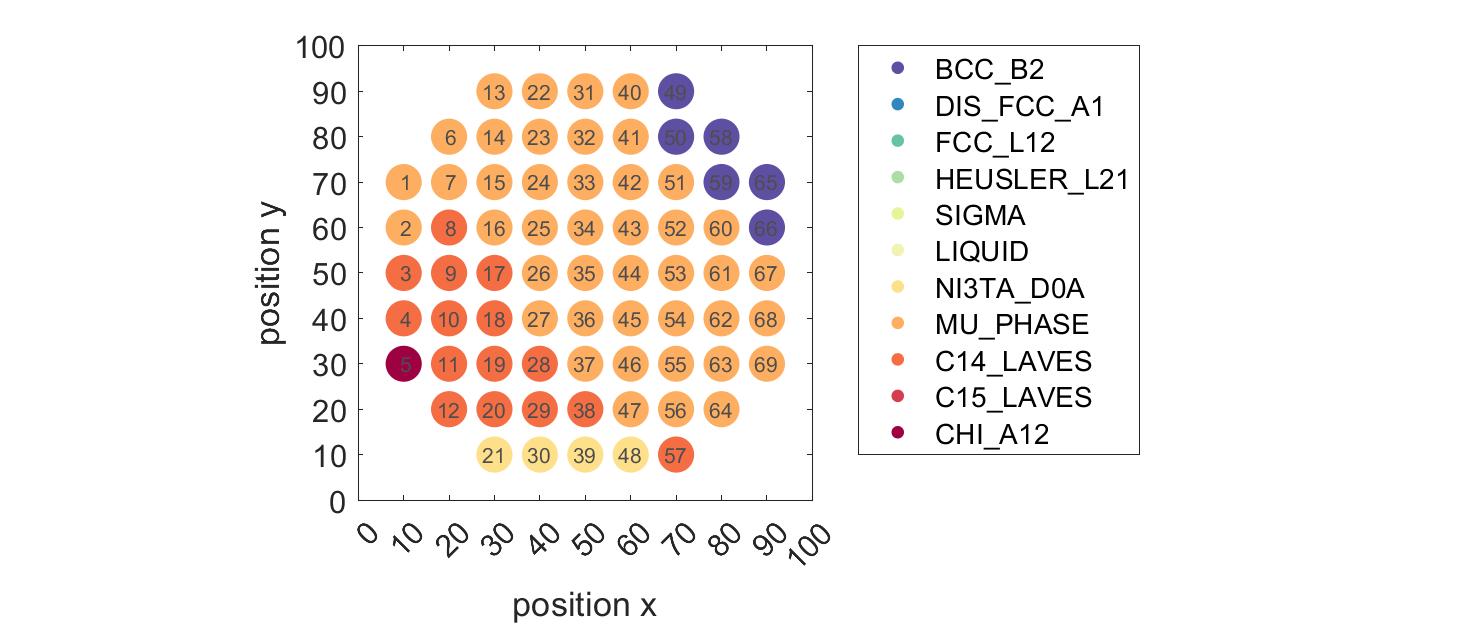 100
90
80
70
60
50
40
30
20
10
0
position y
13 22 31 40 49
6 14 23 32 41 50 58
1 7 15 24 33 42 51 59 65
2 8 16 25 34 43 52 60 66
3 9 17 26 35 44 53 61 67
4 10 18 27 36 45 54 62 68
5 11 19 28 37 46 55 63 69
12 20 29 38 47 56 64
21 30 39 48 57
0 10 20 30 40 50 60 70 80 90 100
position x
BCC_B2
DIS_FCC_A1
FCC_L12
HEUSLER_L21
SIGMA
LIQUID
NI3TA_D0A
MU_PHASE
C14_LAVES
C15_LAVES
CHI_A12